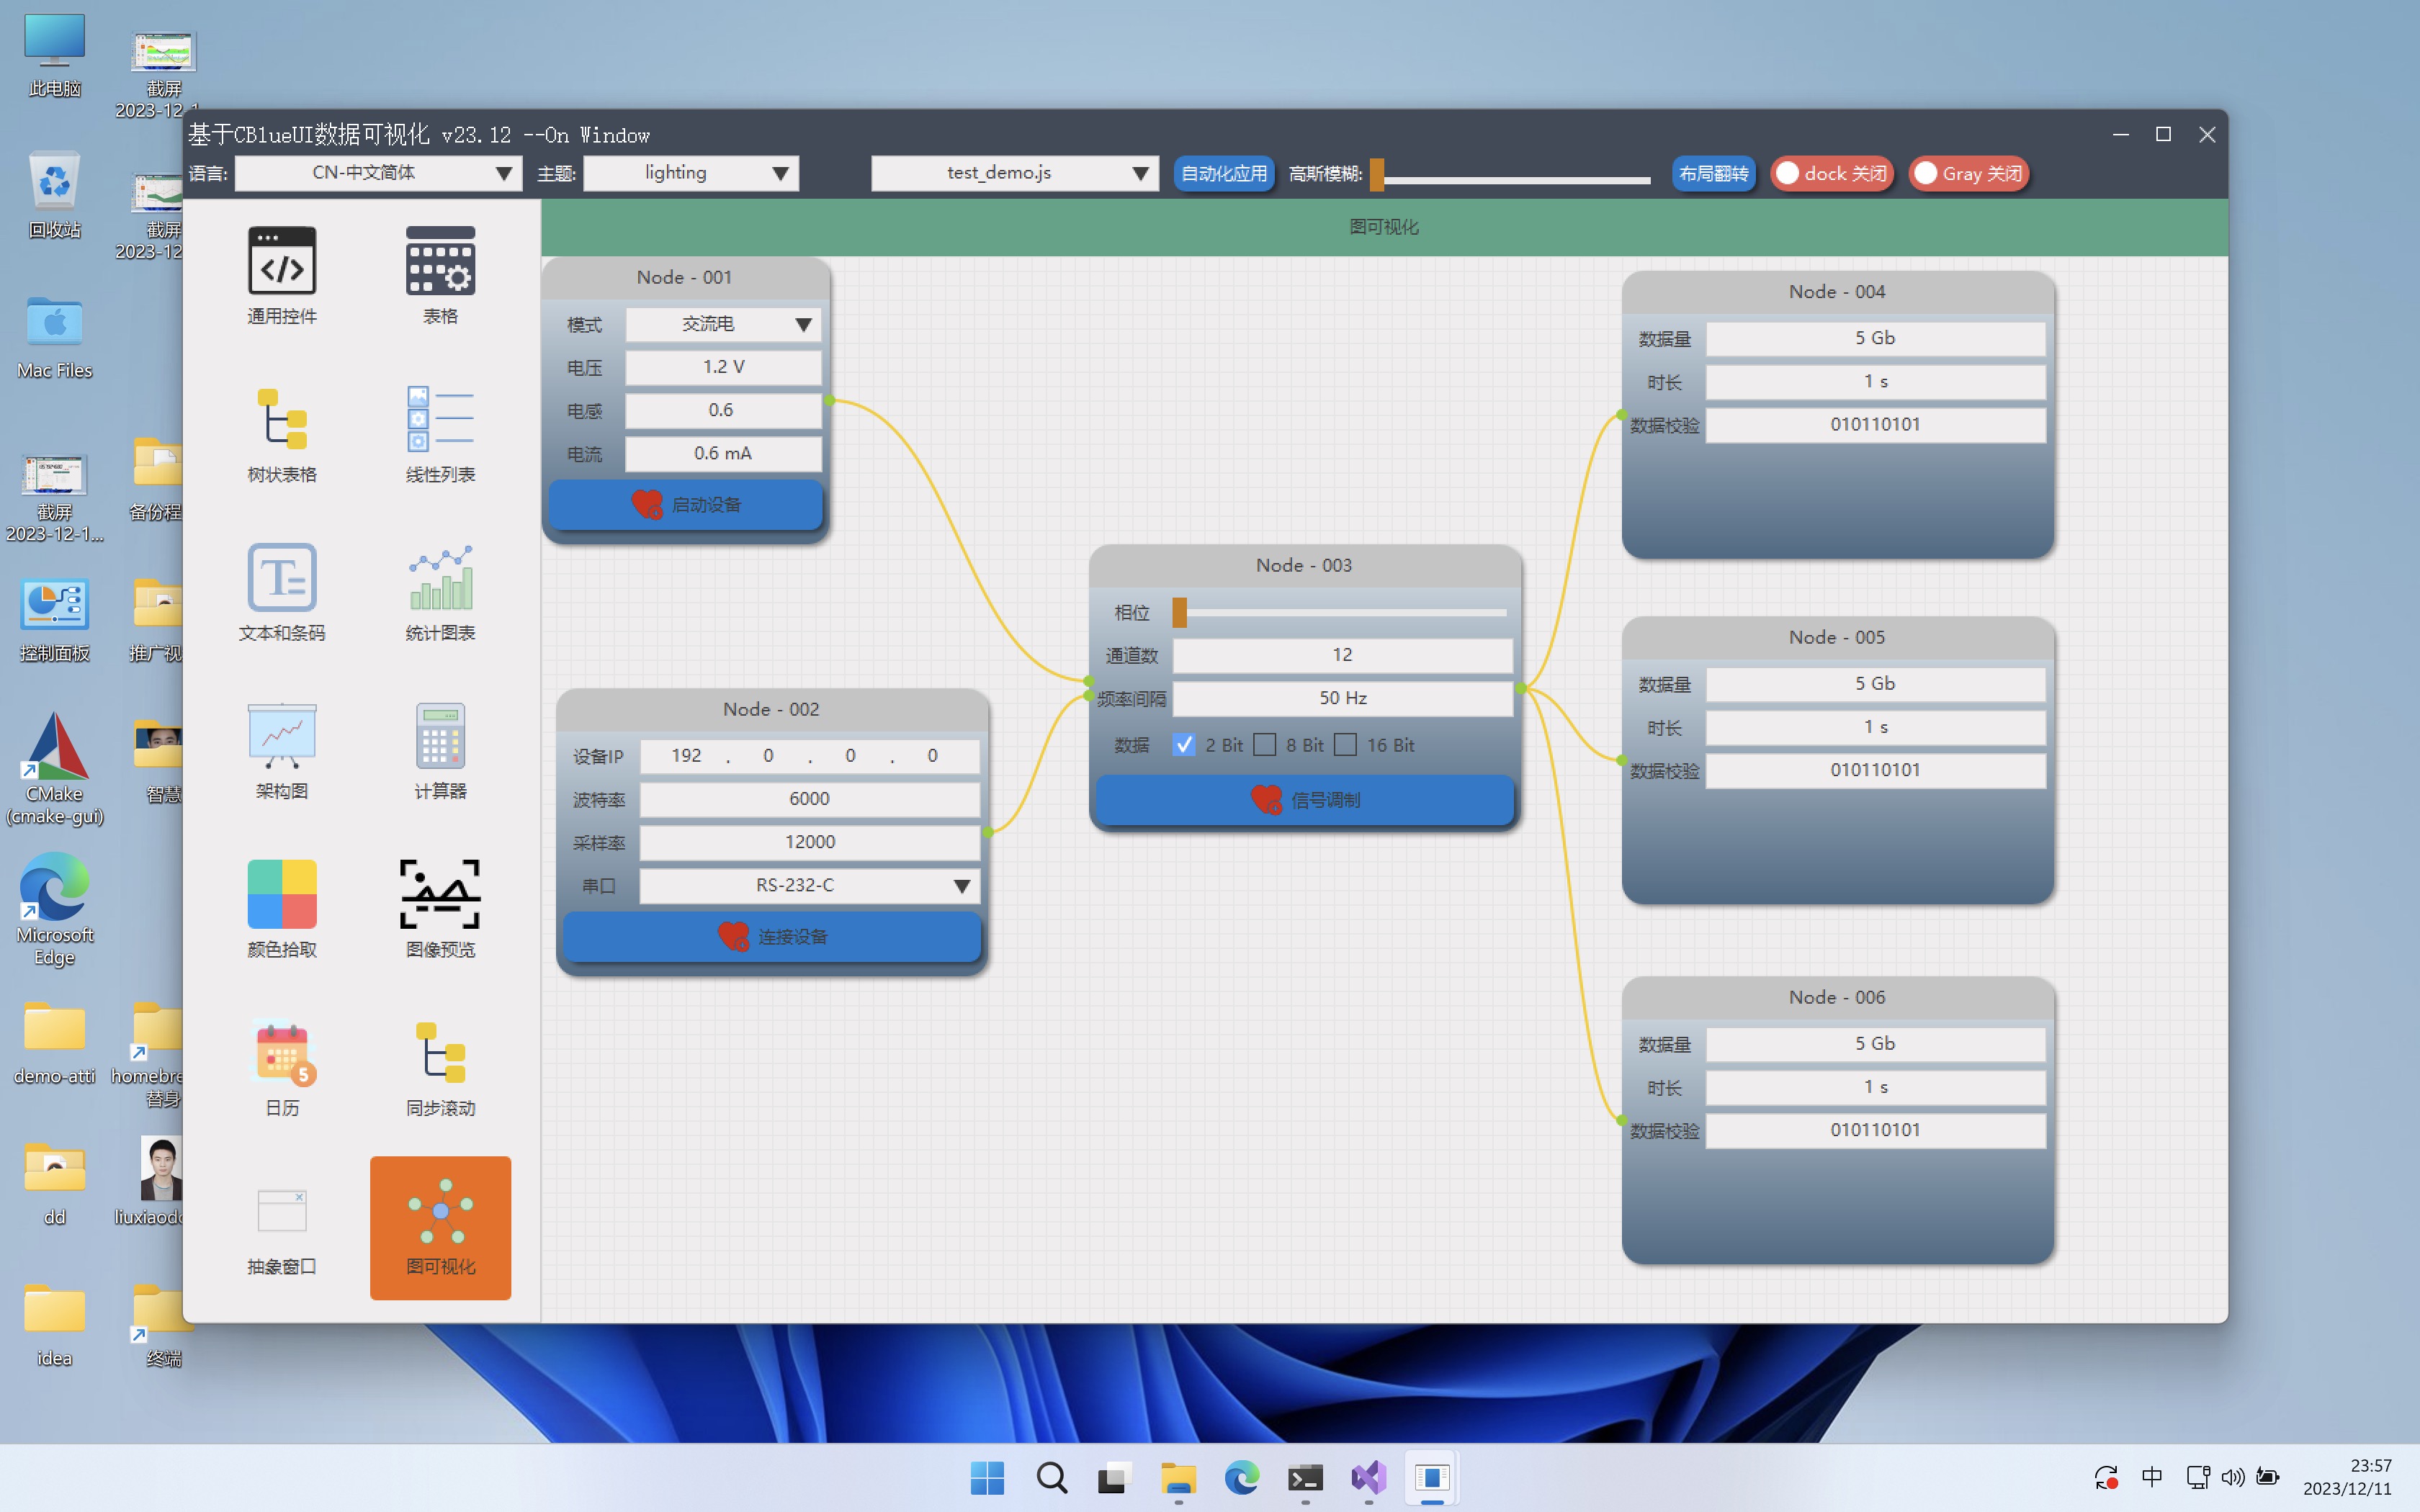 此电脑
截屏
2023-12-1
回收站
截屏
2023-12
Mac Files
截屏
2023-12-1...
备份程
控制面板
推广视
CMake
(cmake-gui)
智慧
Microsoft
Edge
demo-atti
homebre
替身
dd
liuxiaodo
idea
终端
基于CBlueUI数据可视化 v23.12 --On Window
语言: CN-中文简体 主题: lighting test_demo.js 自动化应用 高斯模糊: 布局翻转 dock 关闭 Gray 关闭
通用控件 表格
树状表格 线性列表
文本和条码 统计图表
架构图 计算器
颜色拾取 图像预览
5
日历 同步滚动
抽象窗口 图可视化
图可视化
Node - 001
模式 交流电
电压 1.2 V
电感 0.6
电流 0.6 mA
启动设备
Node - 002
设备IP 192 . 0 . 0 . 0
波特率 6000
采样率 12000
串口 RS-232-C
连接设备
Node - 003
相位
通道数 12
频率间隔 50 Hz
数据 2 Bit 8 Bit 16 Bit
信号调制
Node - 004
数据量 5 Gb
时长 1 s
数据校验 010110101
Node - 005
数据量 5 Gb
时长 1 s
数据校验 010110101
Node - 006
数据量 5 Gb
时长 1 s
数据校验 010110101
中
23:57
2023/12/11